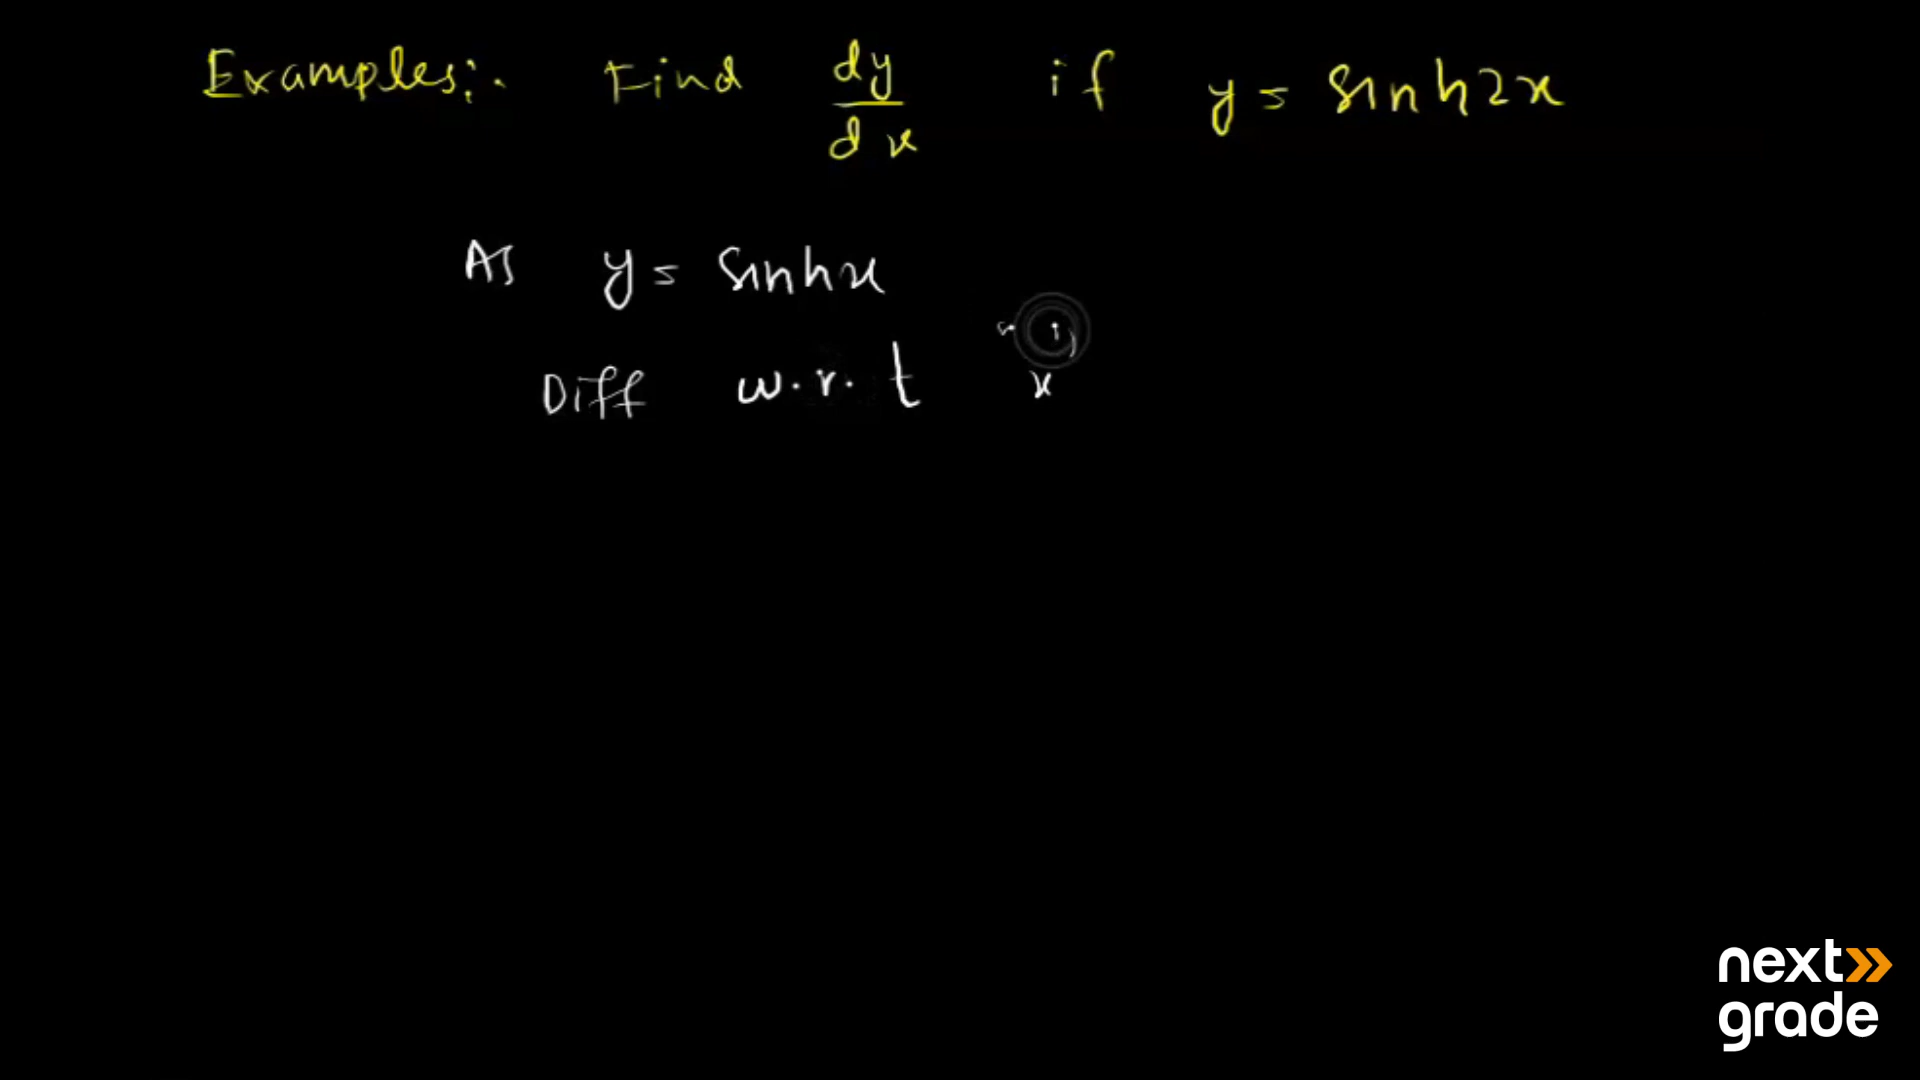 Examples:- Find dy/dx if y = sinh2x
As y = sinhx
Diff w.r.t "x"
next
grade